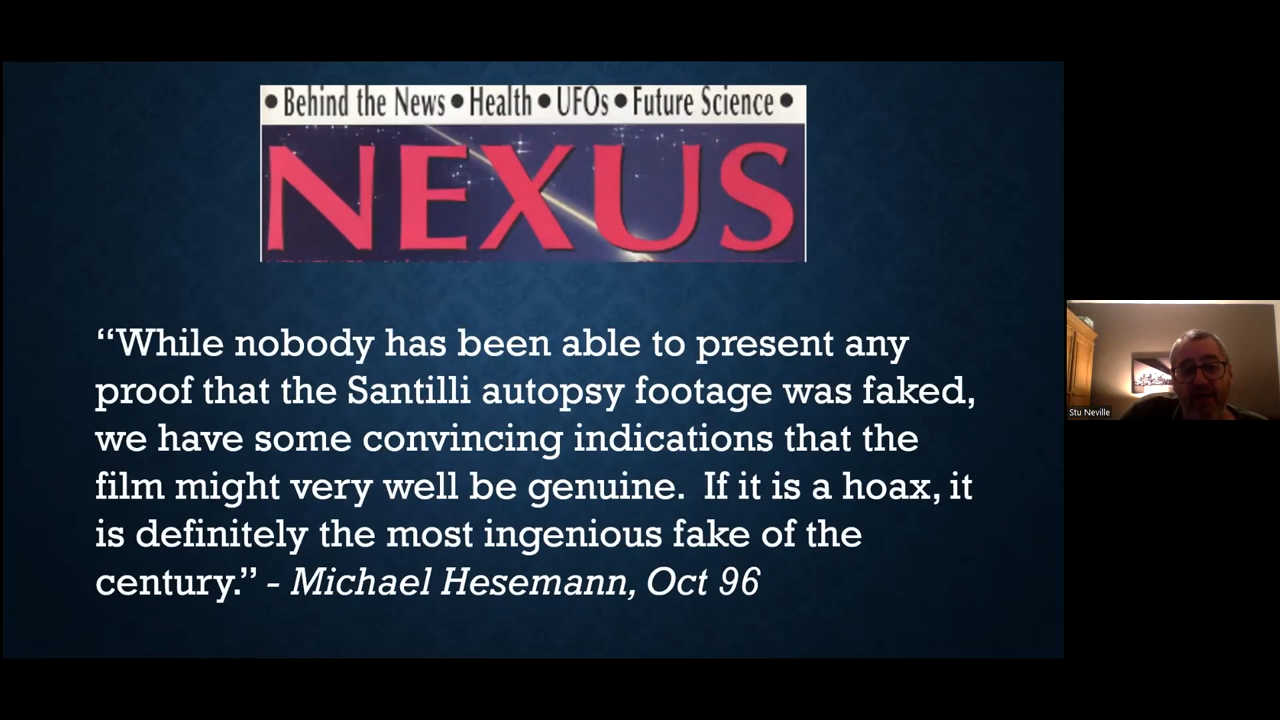 • Behind the News • Health • UFOs • Future Science •
NEXUS
“While nobody has been able to present any
proof that the Santilli autopsy footage was faked,
we have some convincing indications that the
film might very well be genuine.  If it is a hoax, it
is definitely the most ingenious fake of the
century.” - Michael Hesemann, Oct 96
Stu Neville